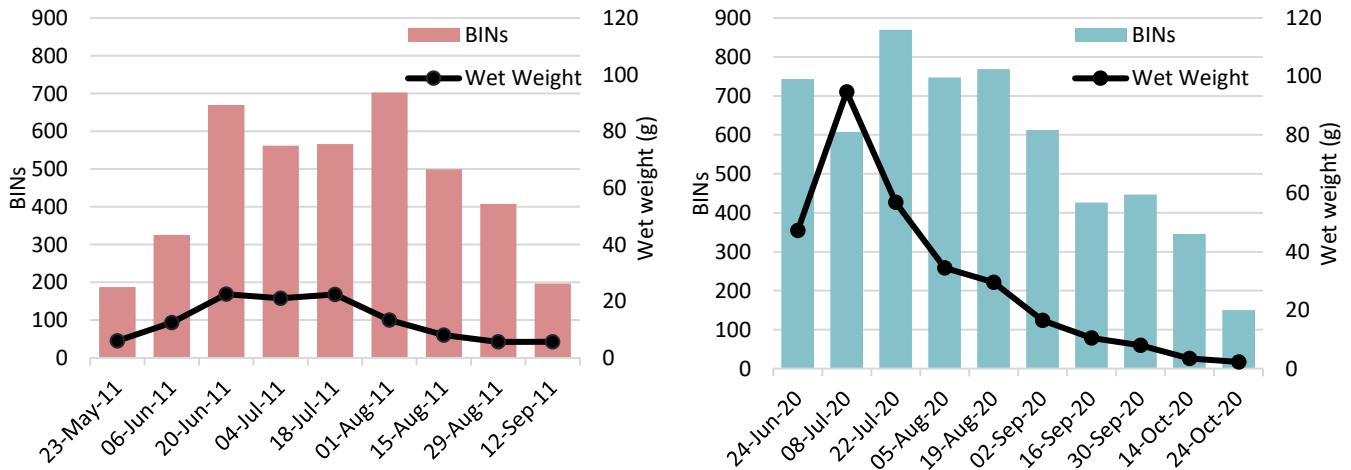 900
800
700
600
500
400
300
200
100
0
BINs
120
100
80
60
40
20
0
Wet weight (g)
BINs
Wet Weight
23-May-11
06-Jun-11
20-Jun-11
04-Jul-11
18-Jul-11
01-Aug-11
15-Aug-11
29-Aug-11
12-Sep-11
900
800
700
600
500
400
300
200
100
0
BINs
120
100
80
60
40
20
0
Wet weight (g)
BINs
Wet Weight
24-Jun-20
08-Jul-20
22-Jul-20
05-Aug-20
19-Aug-20
02-Sep-20
16-Sep-20
30-Sep-20
14-Oct-20
24-Oct-20